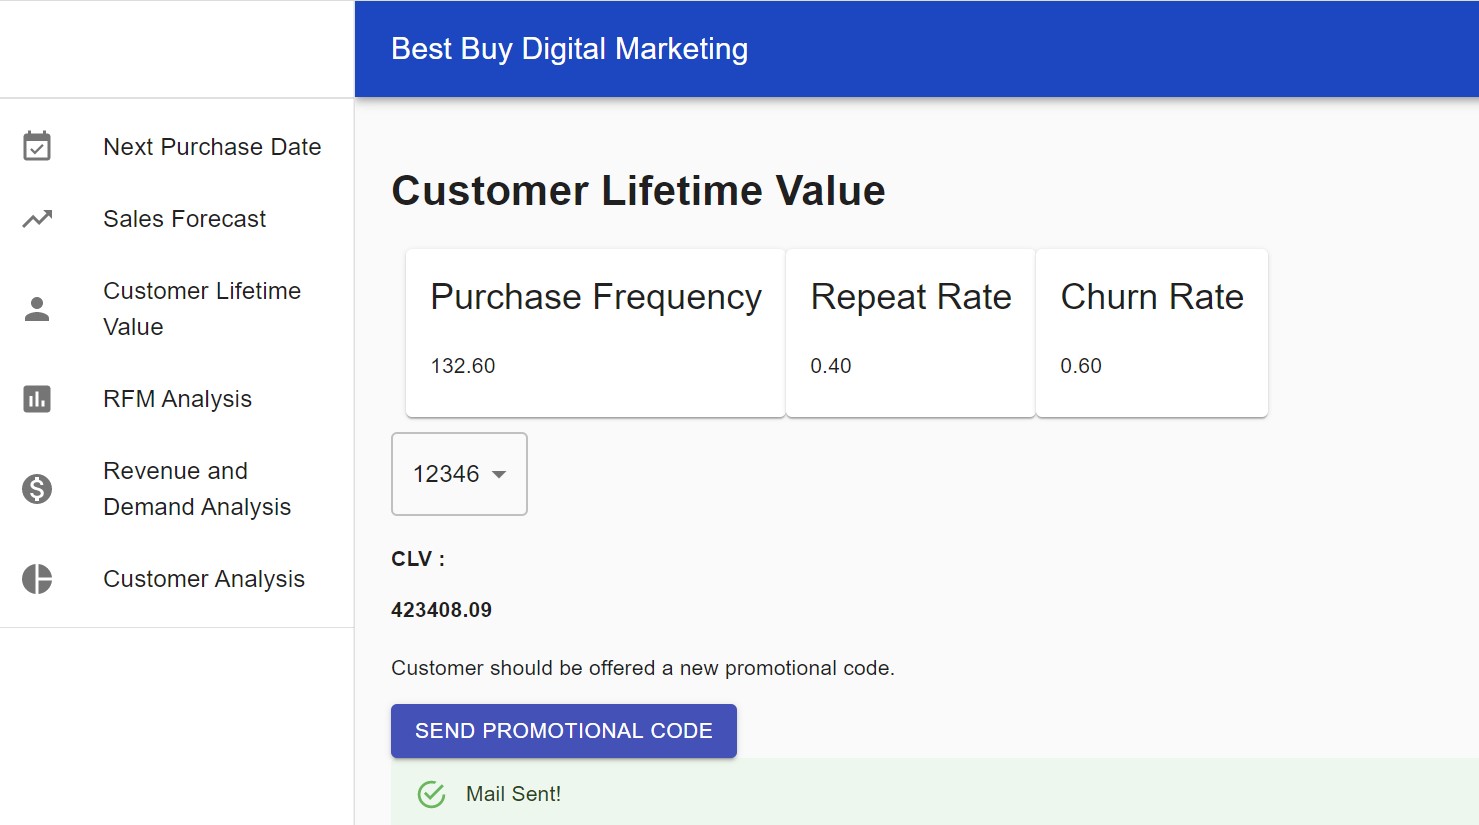 Best Buy Digital Marketing
Next Purchase Date
Sales Forecast
Customer Lifetime
Value
RFM Analysis
Revenue and
Demand Analysis
Customer Analysis
Customer Lifetime Value
Purchase Frequency
132.60
Repeat Rate
0.40
Churn Rate
0.60
12346
CLV :
423408.09
Customer should be offered a new promotional code.
SEND PROMOTIONAL CODE
Mail Sent!